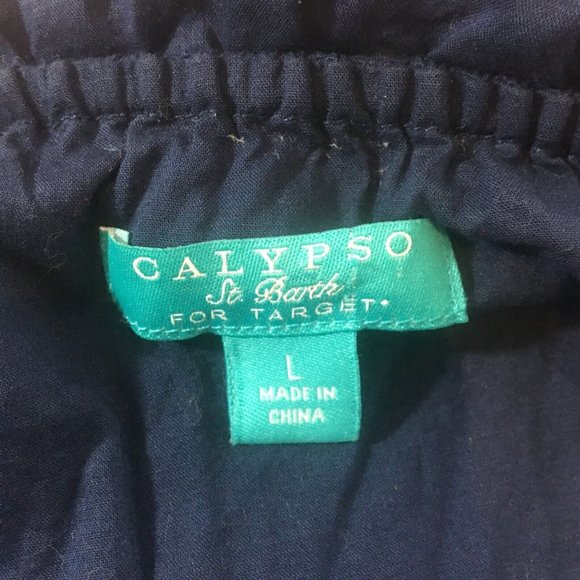 CALYPSO
St. Barth
FOR TARGET•
L
MADE IN
CHINA